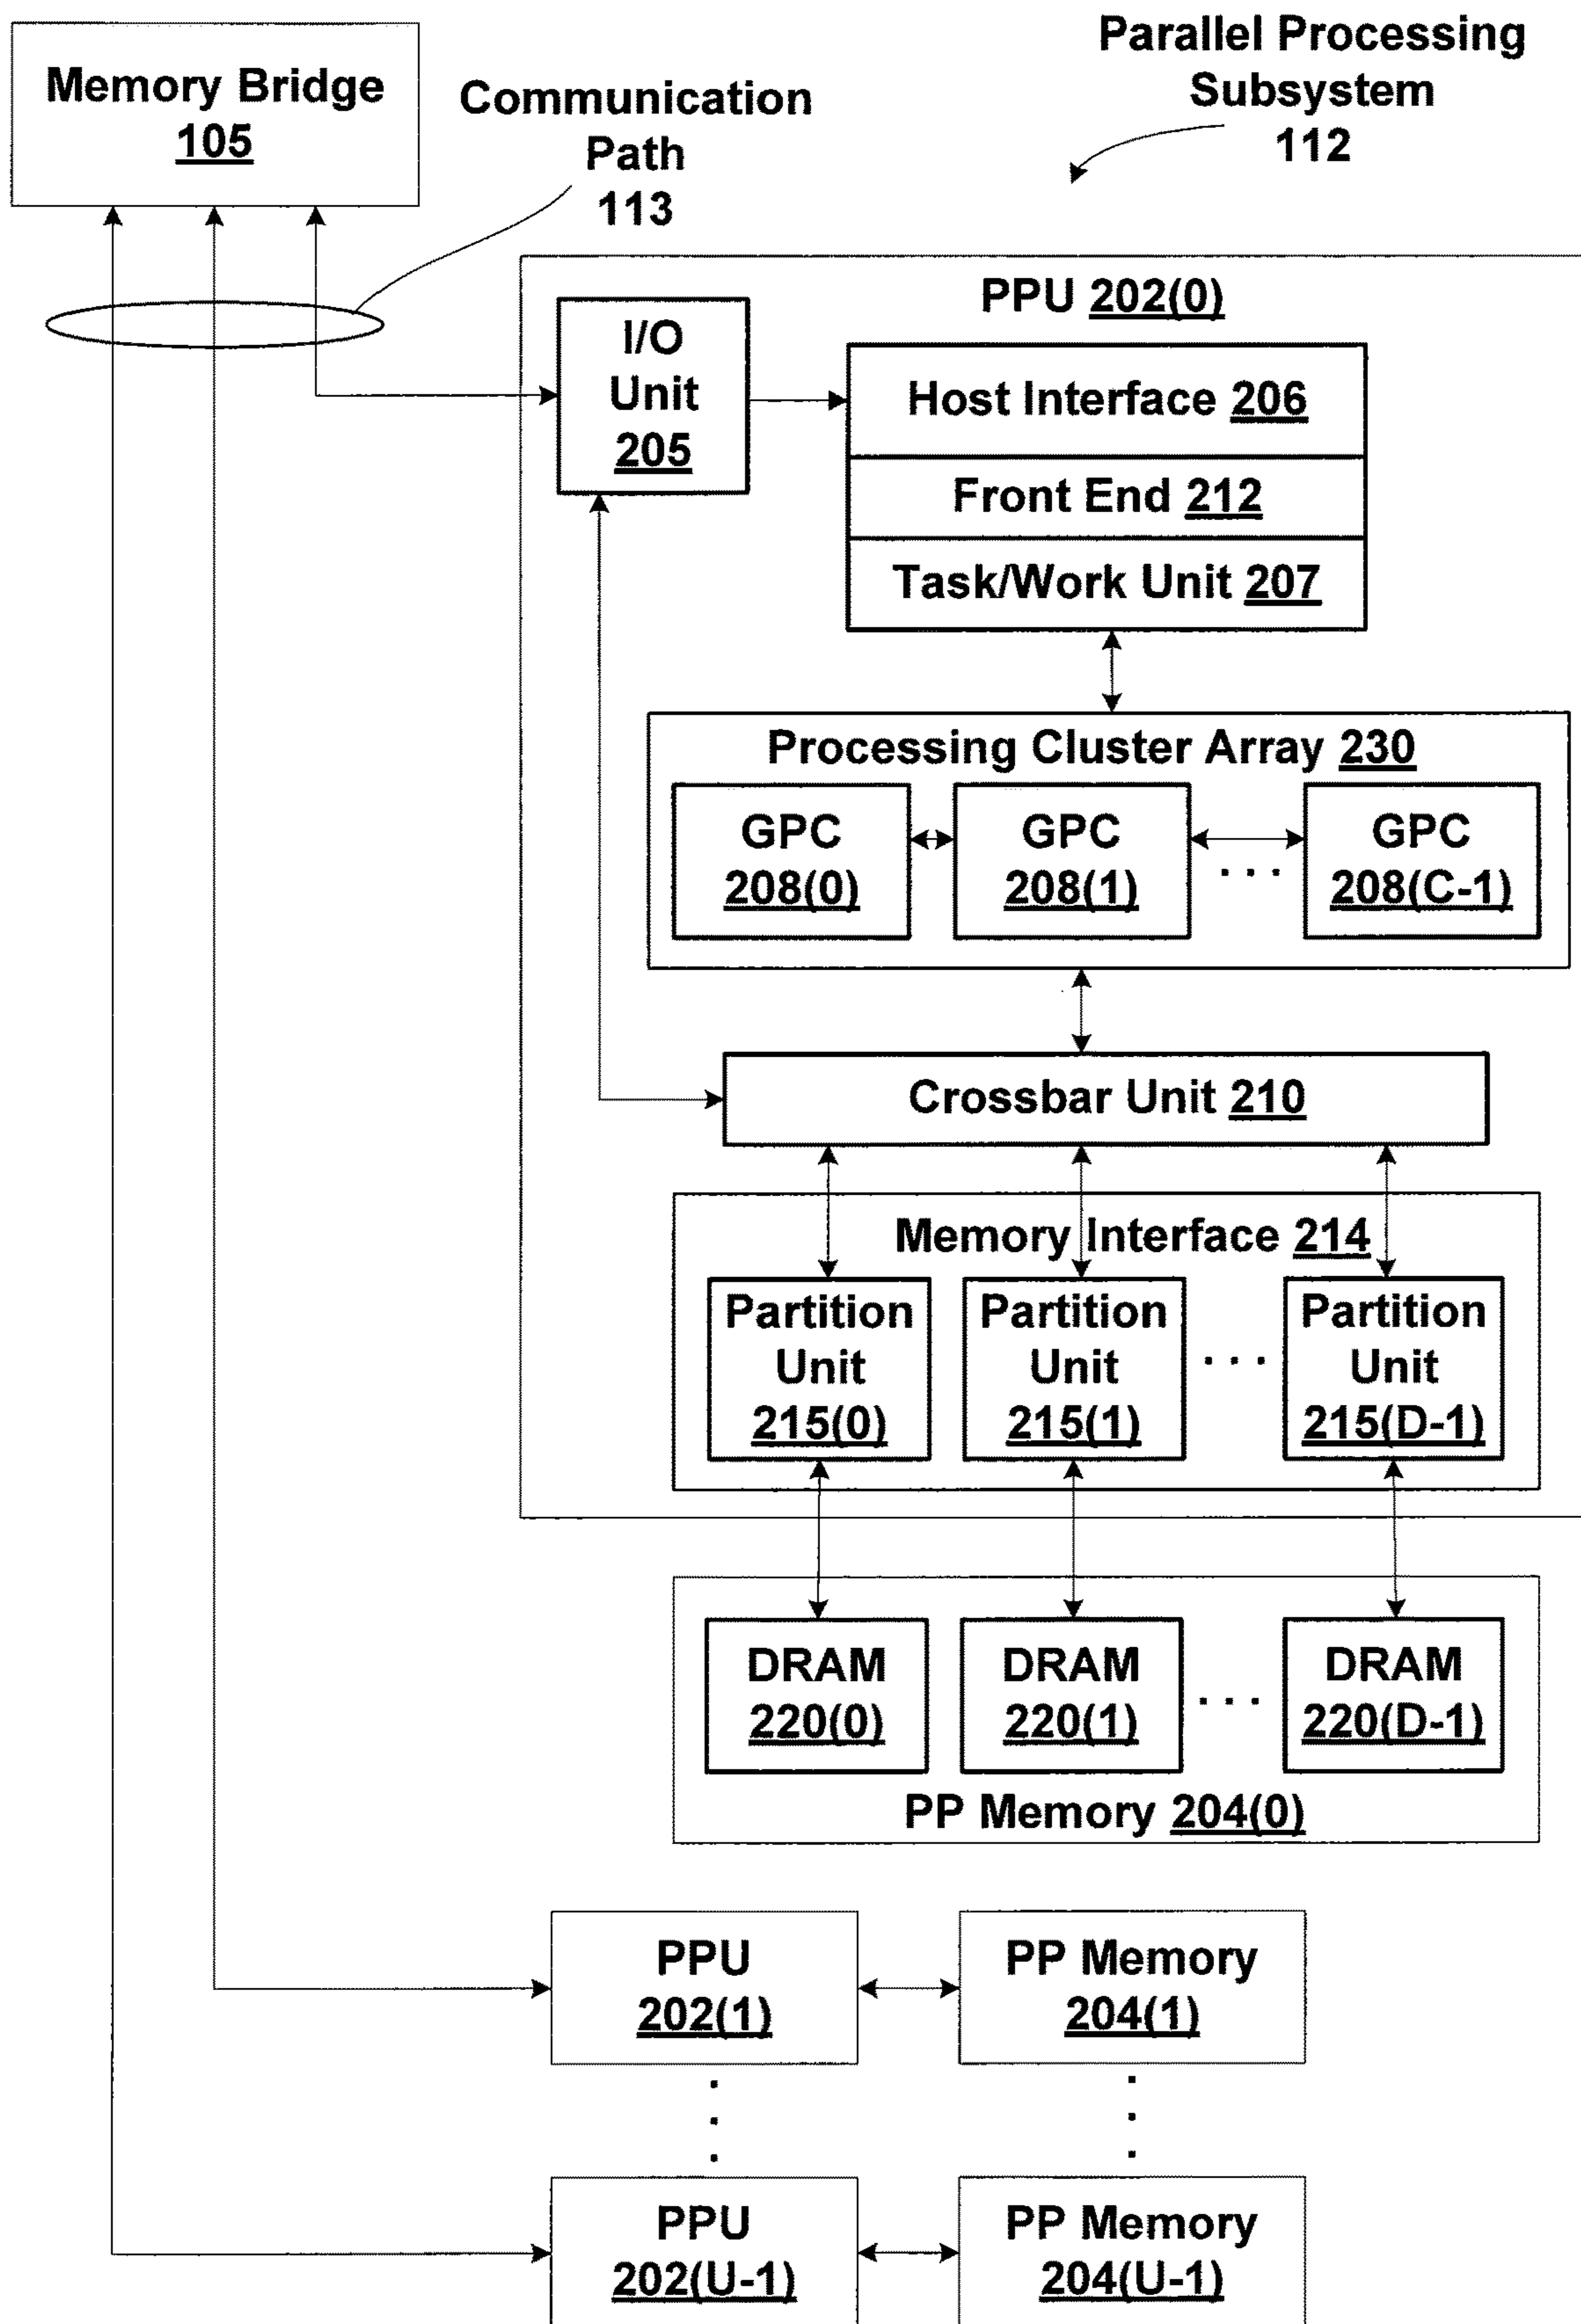 Parallel Processing
Subsystem
112
Memory Bridge
105
Communication
Path
113
PPU 202(0)
I/O
Unit
205
Host Interface 206
Front End 212
Task/Work Unit 207
Processing Cluster Array 230
GPC
208(0)
GPC
208(1)
. . .
GPC
208(C-1)
Crossbar Unit 210
Memory Interface 214
Partition
Unit
215(0)
Partition
Unit
215(1)
. . .
Partition
Unit
215(D-1)
DRAM
220(0)
DRAM
220(1)
. . .
DRAM
220(D-1)
PP Memory 204(0)
PPU
202(1)
PP Memory
204(1)
PPU
202(U-1)
PP Memory
204(U-1)